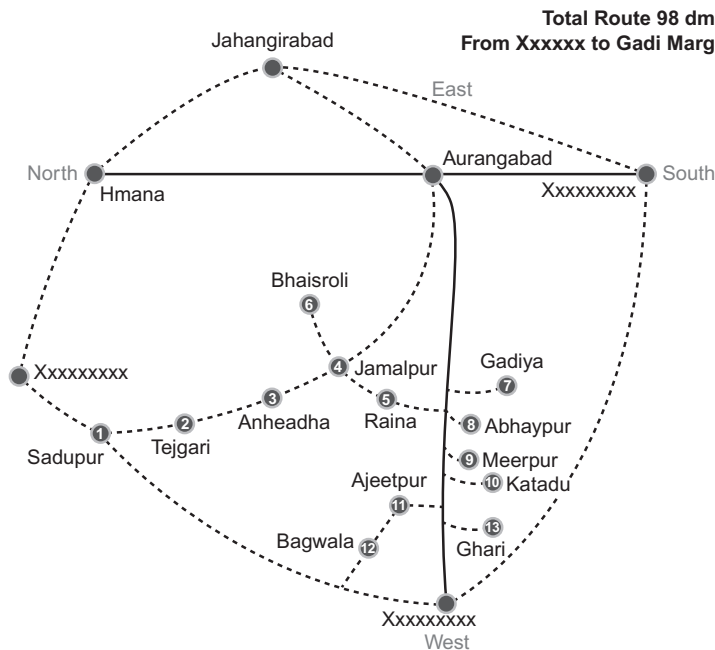 Total Route 98 dm
From Xxxxxx to Gadi Marg
Jahangirabad
East
Aurangabad
North
South
Hmana
Xxxxxxxxx
Bhaisroli
6
Xxxxxxxxx
4
Jamalpur
Gadiya
7
3
5
Anheadha
Raina
2
8
Abhaypur
1
Tejgari
Sadupur
9
Meerpur
Ajeetpur
10
Katadu
11
13
Bagwala
12
Ghari
Xxxxxxxxx
West